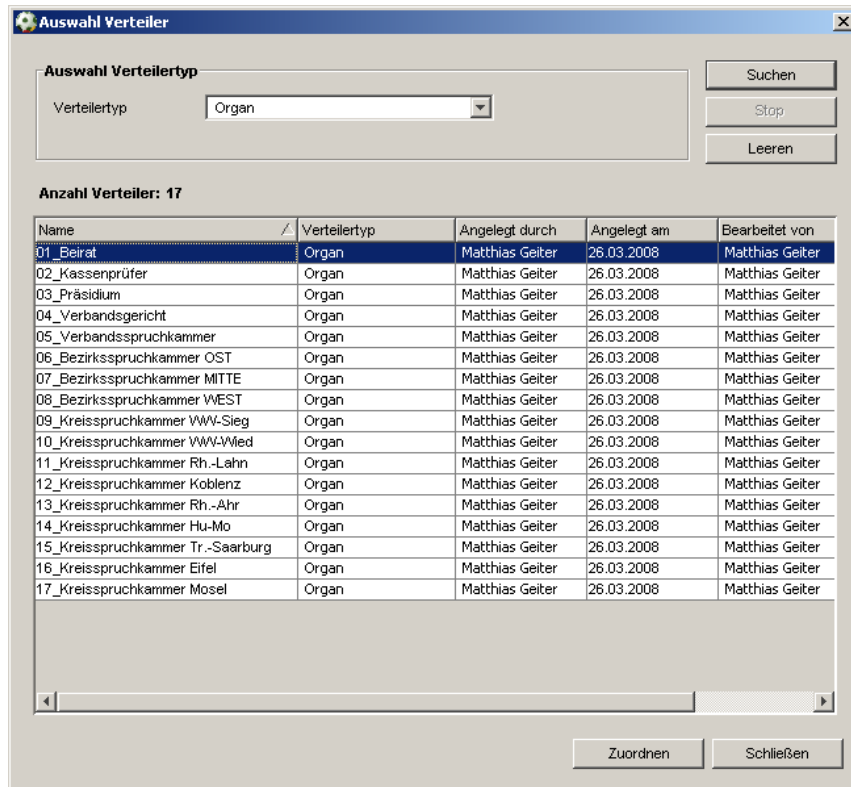 Auswahl Verteiler
Auswahl Verteilertyp
Verteilertyp Organ
Suchen
Stop
Leeren
Anzahl Verteiler: 17
Name Verteilertyp Angelegt durch Angelegt am Bearbeitet von
01_Beirat Organ Matthias Geiter 26.03.2008 Matthias Geiter
02_Kassenprüfer Organ Matthias Geiter 26.03.2008 Matthias Geiter
03_Präsidium Organ Matthias Geiter 26.03.2008 Matthias Geiter
04_Verbandsgericht Organ Matthias Geiter 26.03.2008 Matthias Geiter
05_Verbandsspruchkammer Organ Matthias Geiter 26.03.2008 Matthias Geiter
06_Bezirksspruchkammer OST Organ Matthias Geiter 26.03.2008 Matthias Geiter
07_Bezirksspruchkammer MITTE Organ Matthias Geiter 26.03.2008 Matthias Geiter
08_Bezirksspruchkammer WEST Organ Matthias Geiter 26.03.2008 Matthias Geiter
09_Kreisspruchkammer WW-Sieg Organ Matthias Geiter 26.03.2008 Matthias Geiter
10_Kreisspruchkammer WW-Wied Organ Matthias Geiter 26.03.2008 Matthias Geiter
11_Kreisspruchkammer Rh.-Lahn Organ Matthias Geiter 26.03.2008 Matthias Geiter
12_Kreisspruchkammer Koblenz Organ Matthias Geiter 26.03.2008 Matthias Geiter
13_Kreisspruchkammer Rh.-Ahr Organ Matthias Geiter 26.03.2008 Matthias Geiter
14_Kreisspruchkammer Hu-Mo Organ Matthias Geiter 26.03.2008 Matthias Geiter
15_Kreisspruchkammer Tr.-Saarburg Organ Matthias Geiter 26.03.2008 Matthias Geiter
16_Kreisspruchkammer Eifel Organ Matthias Geiter 26.03.2008 Matthias Geiter
17_Kreisspruchkammer Mosel Organ Matthias Geiter 26.03.2008 Matthias Geiter
Zuordnen Schließen